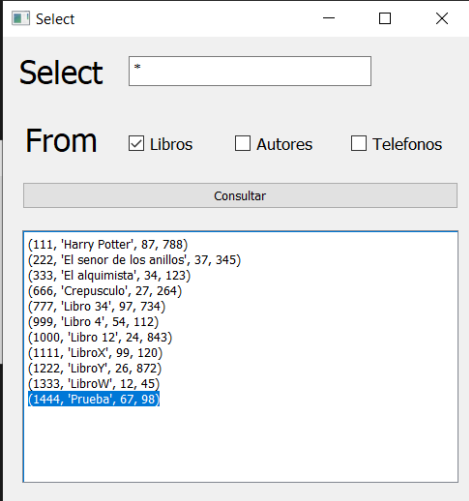 Select
Select *
From Libros Autores Telefonos
Consultar
(111, 'Harry Potter', 87, 788)
(222, 'El senor de los anillos', 37, 345)
(333, 'El alquimista', 34, 123)
(666, 'Crepusculo', 27, 264)
(777, 'Libro 34', 97, 734)
(999, 'Libro 4', 54, 112)
(1000, 'Libro 12', 24, 843)
(1111, 'LibroX', 99, 120)
(1222, 'LibroY', 26, 872)
(1333, 'LibroW', 12, 45)
(1444, 'Prueba', 67, 98)